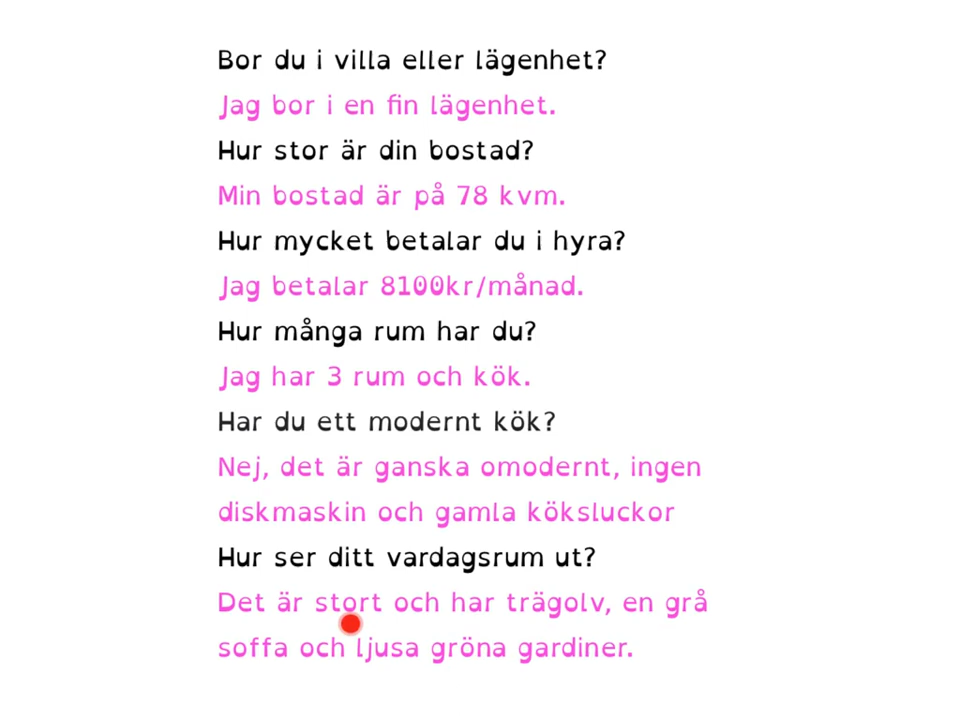 Bor du i villa eller lägenhet?
Jag bor i en fin lägenhet.
Hur stor är din bostad?
Min bostad är på 78 kvm.
Hur mycket betalar du i hyra?
Jag betalar 8100kr/månad.
Hur många rum har du?
Jag har 3 rum och kök.
Har du ett modernt kök?
Nej, det är ganska omodernt, ingen
diskmaskin och gamla köksluckor
Hur ser ditt vardagsrum ut?
Det är stort och har trägolv, en grå
soffa och ljusa gröna gardiner.